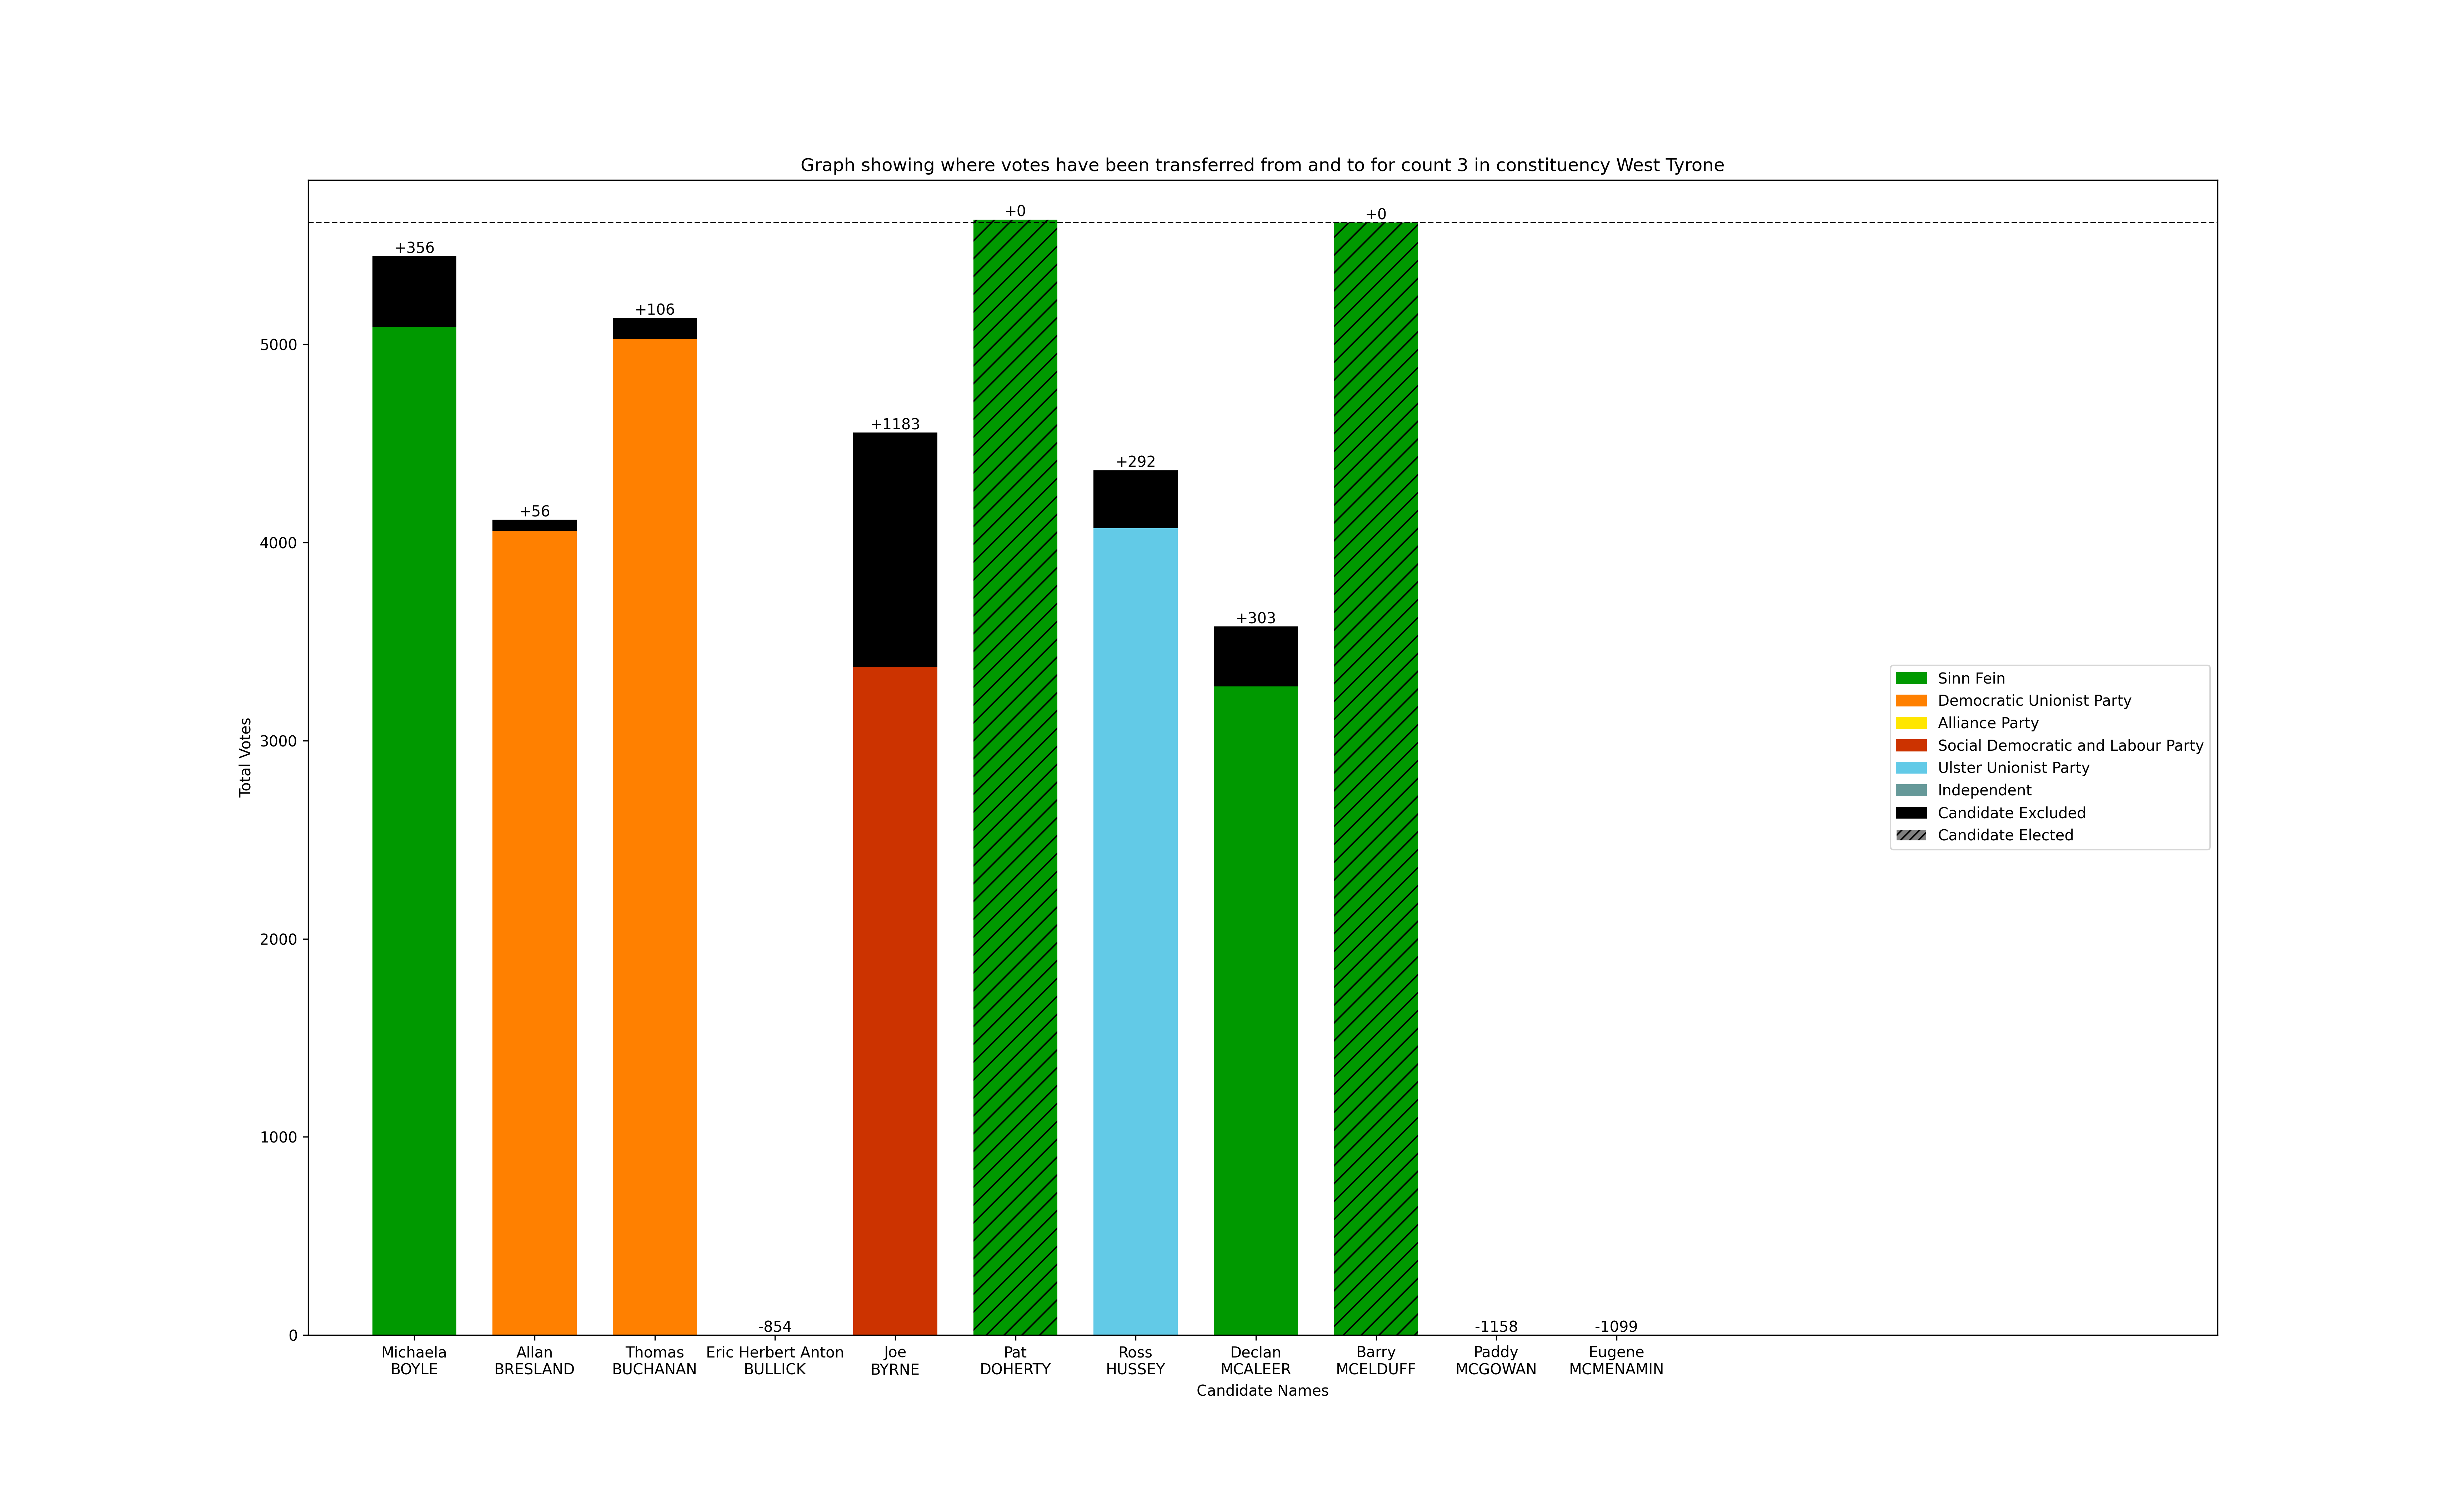 Graph showing where votes have been transferred from and to for count 3 in constituency West Tyrone
Total Votes
5000
4000
3000
2000
1000
0
+356
+56
+106
-854
+1183
+0
+292
+303
+0
-1158
-1099
Michaela
BOYLE
Allan
BRESLAND
Thomas
BUCHANAN
Eric Herbert Anton
BULLICK
Joe
BYRNE
Pat
DOHERTY
Ross
HUSSEY
Declan
MCALEER
Barry
MCELDUFF
Paddy
MCGOWAN
Eugene
MCMENAMIN
Candidate Names
Sinn Fein
Democratic Unionist Party
Alliance Party
Social Democratic and Labour Party
Ulster Unionist Party
Independent
Candidate Excluded
Candidate Elected